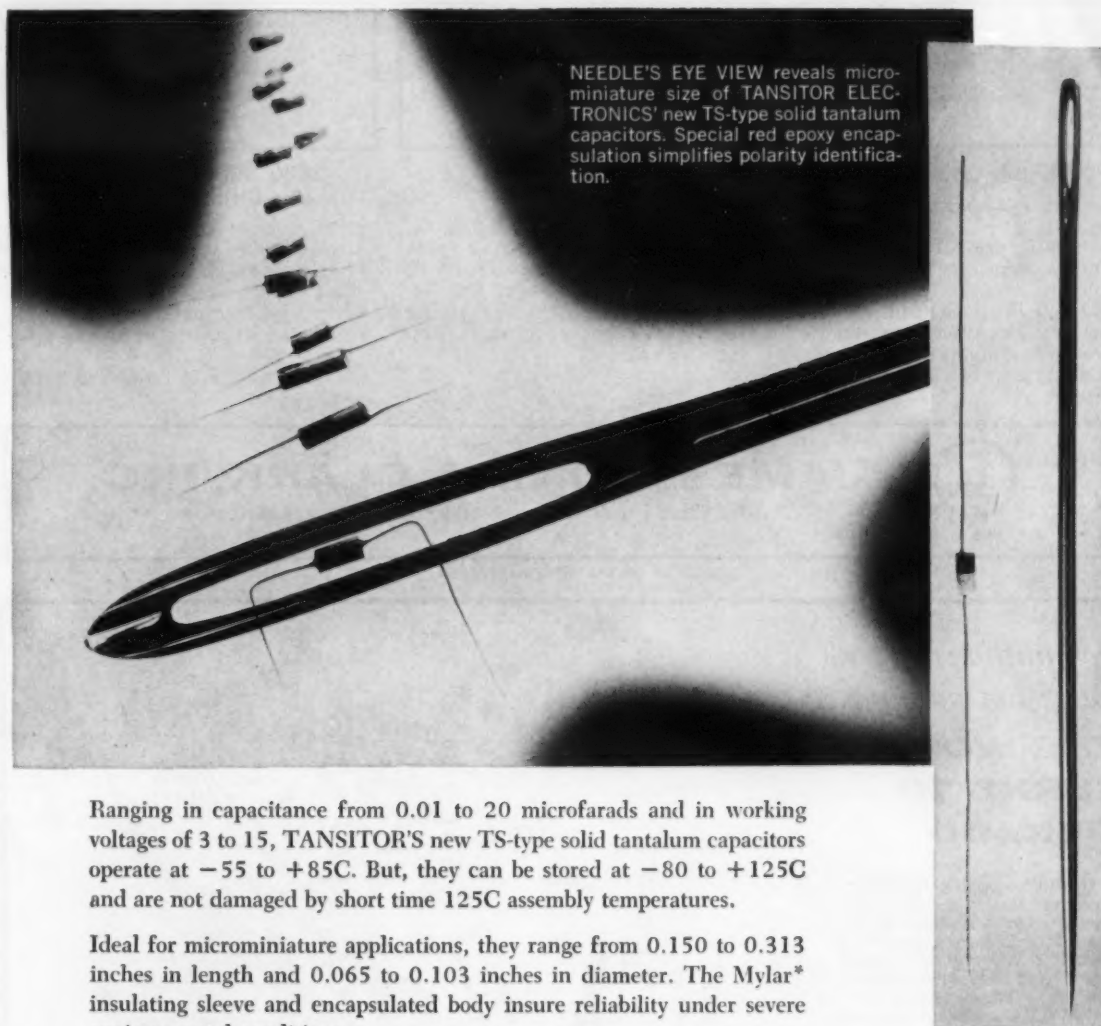 NEEDLE'S EYE VIEW reveals micro-
miniature size of TANSITOR ELEC-
TRONICS' new TS-type solid tantalum
capacitors. Special red epoxy encap-
sulation simplifies polarity identifica-
tion.
Ranging in capacitance from 0.01 to 20 microfarads and in working
voltages of 3 to 15, TANSITOR'S new TS-type solid tantalum capacitors
operate at −55 to +85C. But, they can be stored at −80 to +125C
and are not damaged by short time 125C assembly temperatures.
Ideal for microminiature applications, they range from 0.150 to 0.313
inches in length and 0.065 to 0.103 inches in diameter. The Mylar*
insulating sleeve and encapsulated body insure reliability under severe